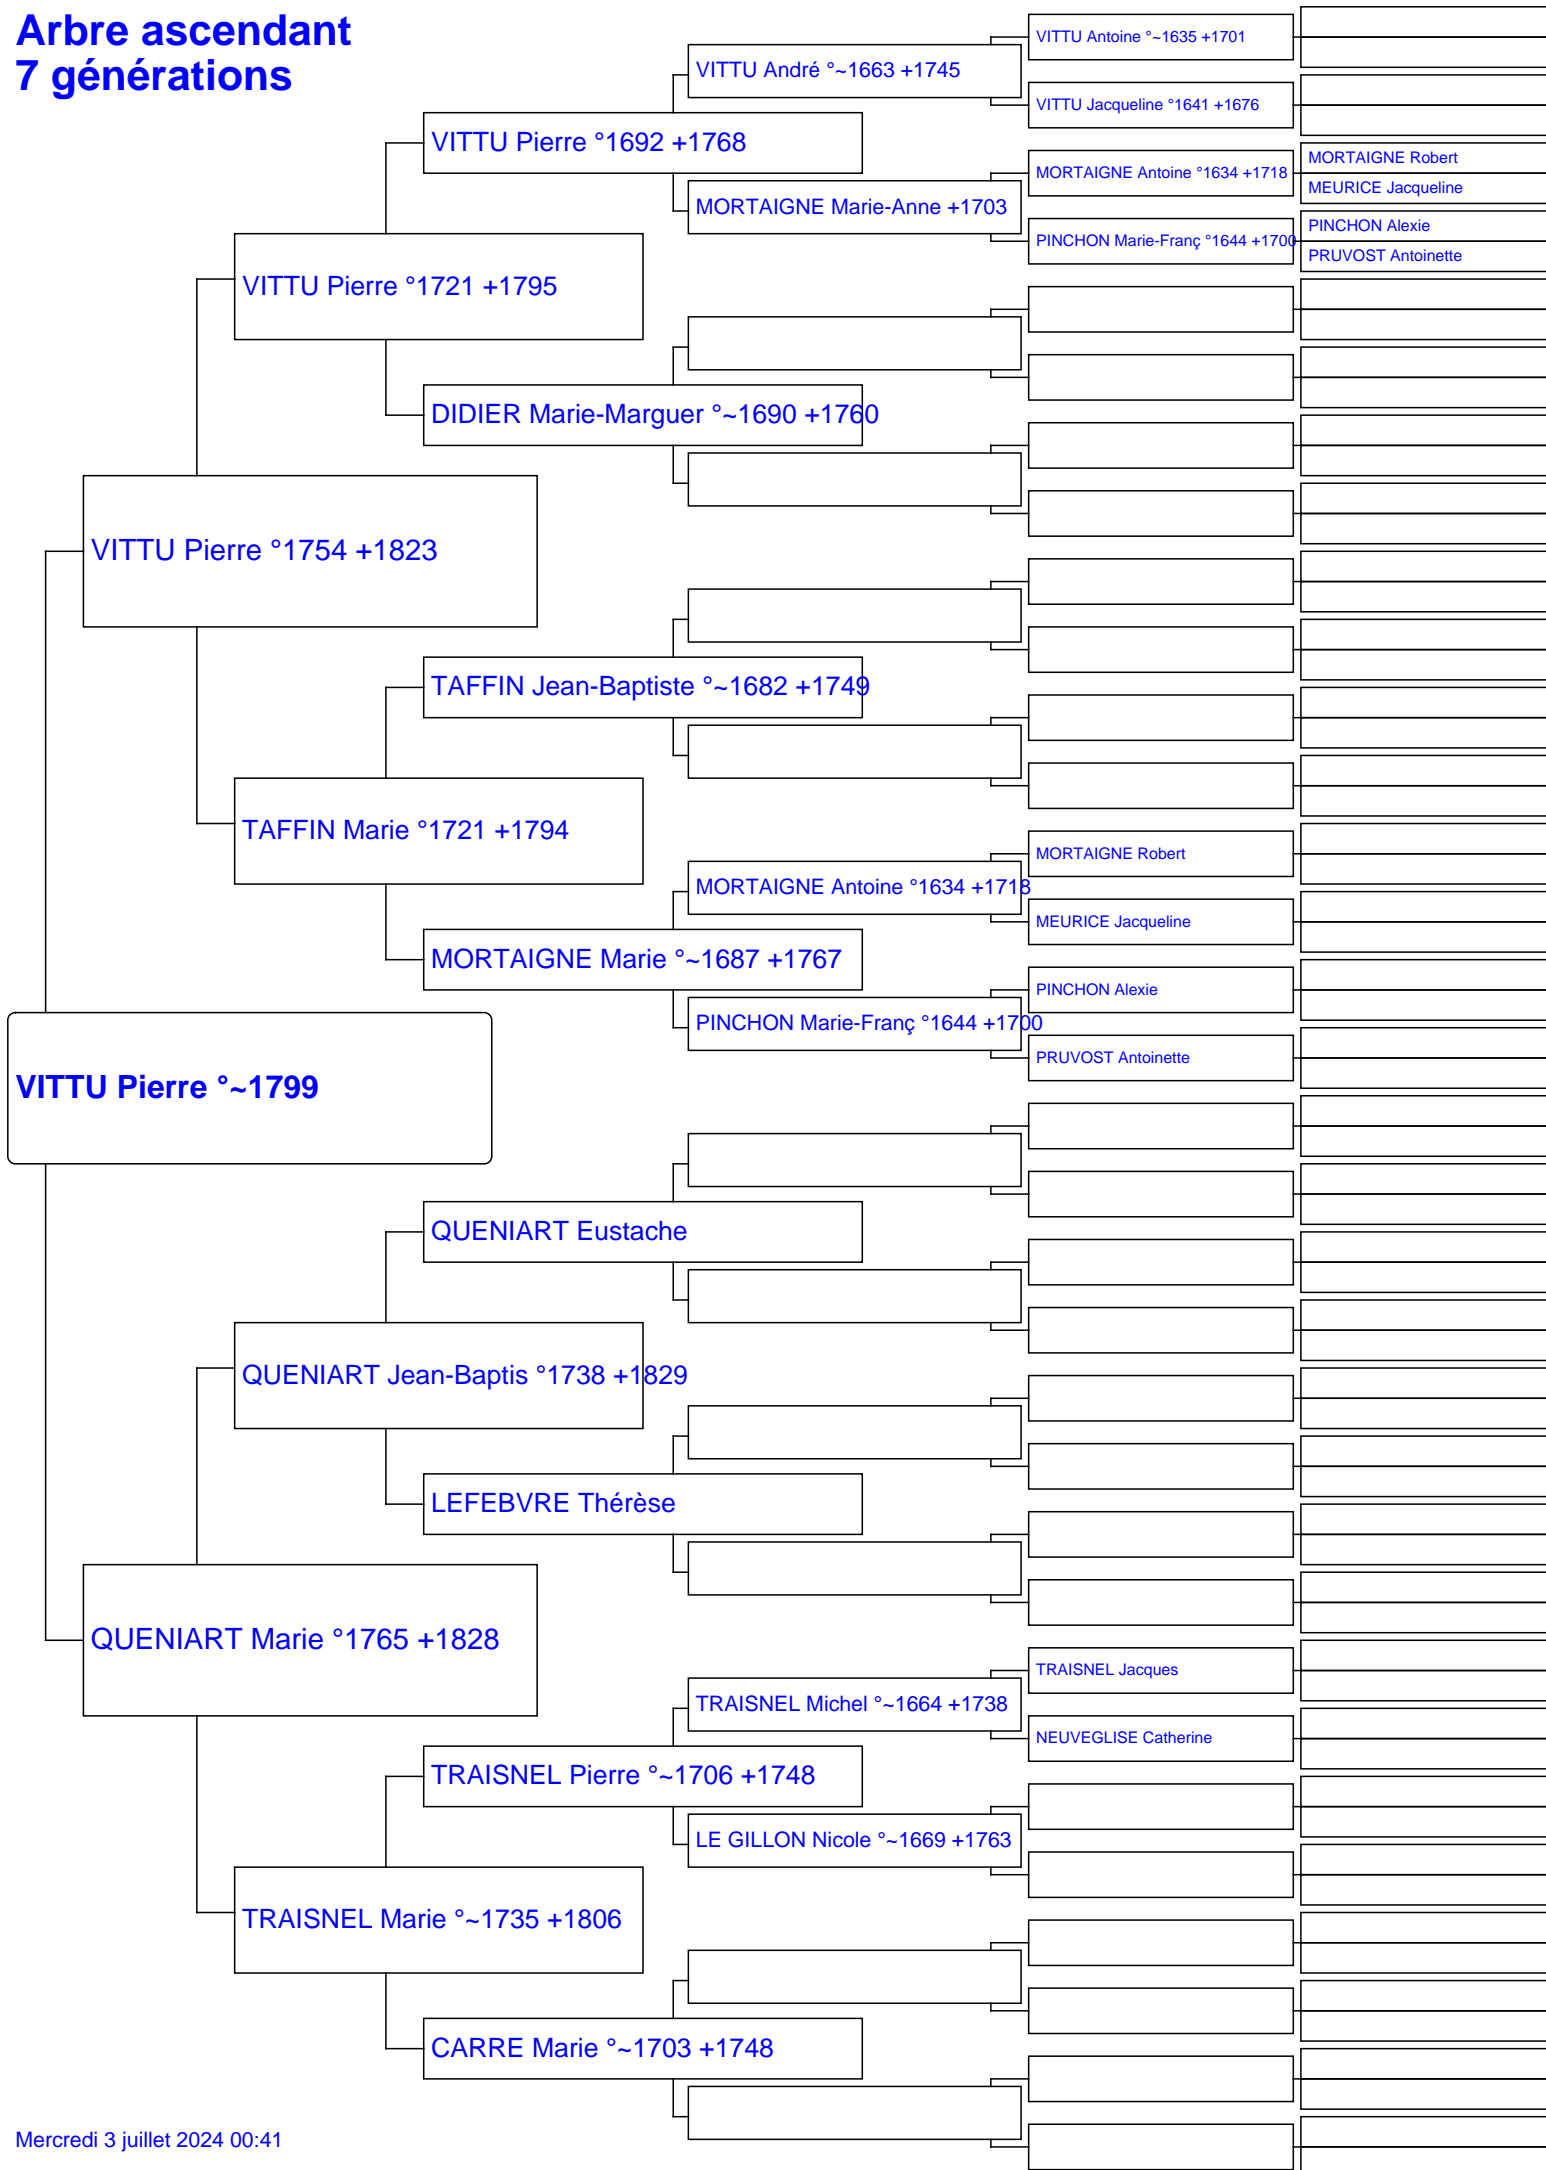 Arbre ascendant
7 générations
VITTU Antoine °~1635 +1701
VITTU André °~1663 +1745
VITTU Jacqueline °1641 +1676
VITTU Pierre °1692 +1768
MORTAIGNE Robert
MORTAIGNE Antoine °1634 +1718
MEURICE Jacqueline
MORTAIGNE Marie-Anne +1703
PINCHON Alexie
PINCHON Marie-Franç °1644 +1700
PRUVOST Antoinette
VITTU Pierre °1721 +1795
DIDIER Marie-Marguer °~1690 +1760
VITTU Pierre °1754 +1823
TAFFIN Jean-Baptiste °~1682 +1749
TAFFIN Marie °1721 +1794
MORTAIGNE Robert
MORTAIGNE Antoine °1634 +1718
MEURICE Jacqueline
MORTAIGNE Marie °~1687 +1767
PINCHON Alexie
PINCHON Marie-Franç °1644 +1700
PRUVOST Antoinette
VITTU Pierre °~1799
QUENIART Eustache
QUENIART Jean-Baptis °1738 +1829
LEFEBVRE Thérèse
QUENIART Marie °1765 +1828
TRAISNEL Jacques
TRAISNEL Michel °~1664 +1738
NEUVEGLISE Catherine
TRAISNEL Pierre °~1706 +1748
LE GILLON Nicole °~1669 +1763
TRAISNEL Marie °~1735 +1806
CARRE Marie °~1703 +1748
Mercredi 3 juillet 2024 00:41